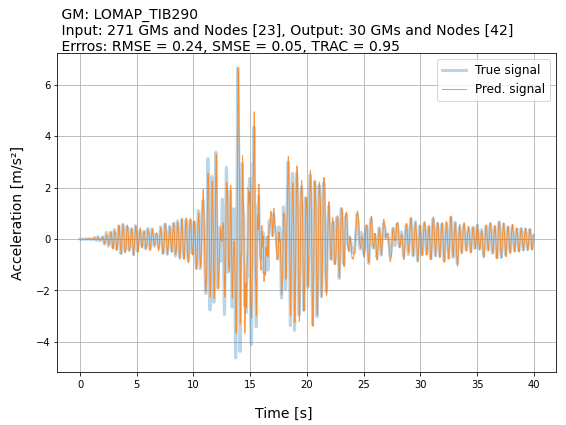 GM: LOMAP_TIB290
Input: 271 GMs and Nodes [23], Output: 30 GMs and Nodes [42]
Errros: RMSE = 0.24, SMSE = 0.05, TRAC = 0.95
True signal
Pred. signal
Acceleration [m/s²]
6
4
2
0
−2
−4
0 5 10 15 20 25 30 35 40
Time [s]